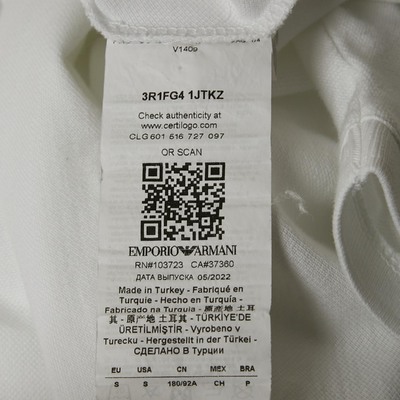 V1409
3R1FG4 1JTKZ
Check authenticity at
www.certilogo.com
CLG 601 516 727 097
OR SCAN
EMPORIO ARMANI
RN#103723 CA#37360
ДАТА ВЫПУСКА 05/2022
Made in Turkey - Fabriqué en
Turquie - Hecho en Turquía -
Fabricado na Turquia - 原产地 土耳
其 - 原產地 土耳其 - TÜRKİYE'DE
ÜRETİLMİŞTİR - Vyrobeno v
Turecku - Hergestellt in der Türkei -
СДЕЛАНО В Турции
EU USA CN MEX BRA
S S 180/92A CH P